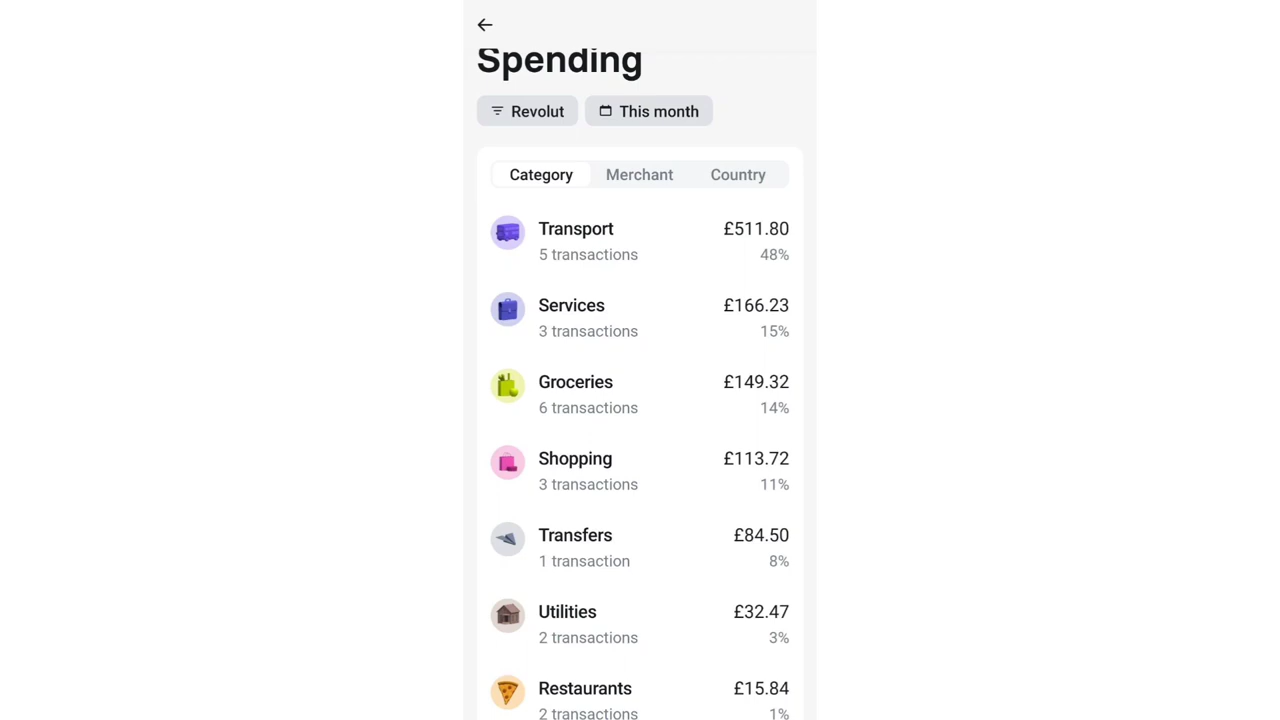 Spending
Revolut This month
Category Merchant Country
Transport £511.80
5 transactions 48%
Services £166.23
3 transactions 15%
Groceries £149.32
6 transactions 14%
Shopping £113.72
3 transactions 11%
Transfers £84.50
1 transaction 8%
Utilities £32.47
2 transactions 3%
Restaurants £15.84
2 transactions 1%